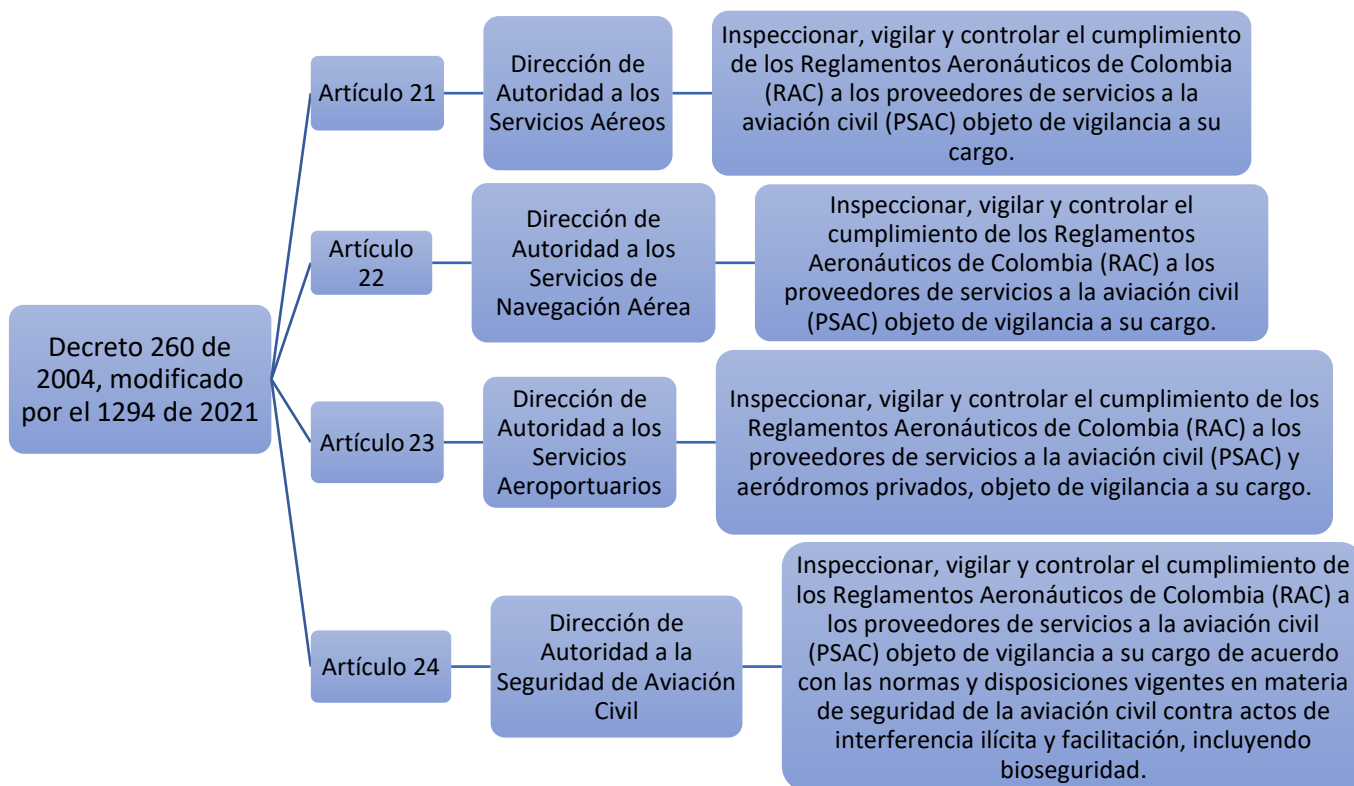 Decreto 260 de
2004, modificado
por el 1294 de 2021
Artículo 21
Dirección de
Autoridad a los
Servicios Aéreos
Inspeccionar, vigilar y controlar el cumplimiento
de los Reglamentos Aeronáuticos de Colombia
(RAC) a los proveedores de servicios a la
aviación civil (PSAC) objeto de vigilancia a su
cargo.
Artículo
22
Dirección de
Autoridad a los
Servicios de
Navegación Aérea
Inspeccionar, vigilar y controlar el
cumplimiento de los Reglamentos
Aeronáuticos de Colombia (RAC) a los
proveedores de servicios a la aviación civil
(PSAC) objeto de vigilancia a su cargo.
Artículo 23
Dirección de
Autoridad a los
Servicios
Aeroportuarios
Inspeccionar, vigilar y controlar el cumplimiento de los
Reglamentos Aeronáuticos de Colombia (RAC) a los
proveedores de servicios a la aviación civil (PSAC) y
aeródromos privados, objeto de vigilancia a su cargo.
Artículo 24
Dirección de
Autoridad a la
Seguridad de Aviación
Civil
Inspeccionar, vigilar y controlar el cumplimiento de
los Reglamentos Aeronáuticos de Colombia (RAC) a
los proveedores de servicios a la aviación civil
(PSAC) objeto de vigilancia a su cargo de acuerdo
con las normas y disposiciones vigentes en materia
de seguridad de la aviación civil contra actos de
interferencia ilícita y facilitación, incluyendo
bioseguridad.